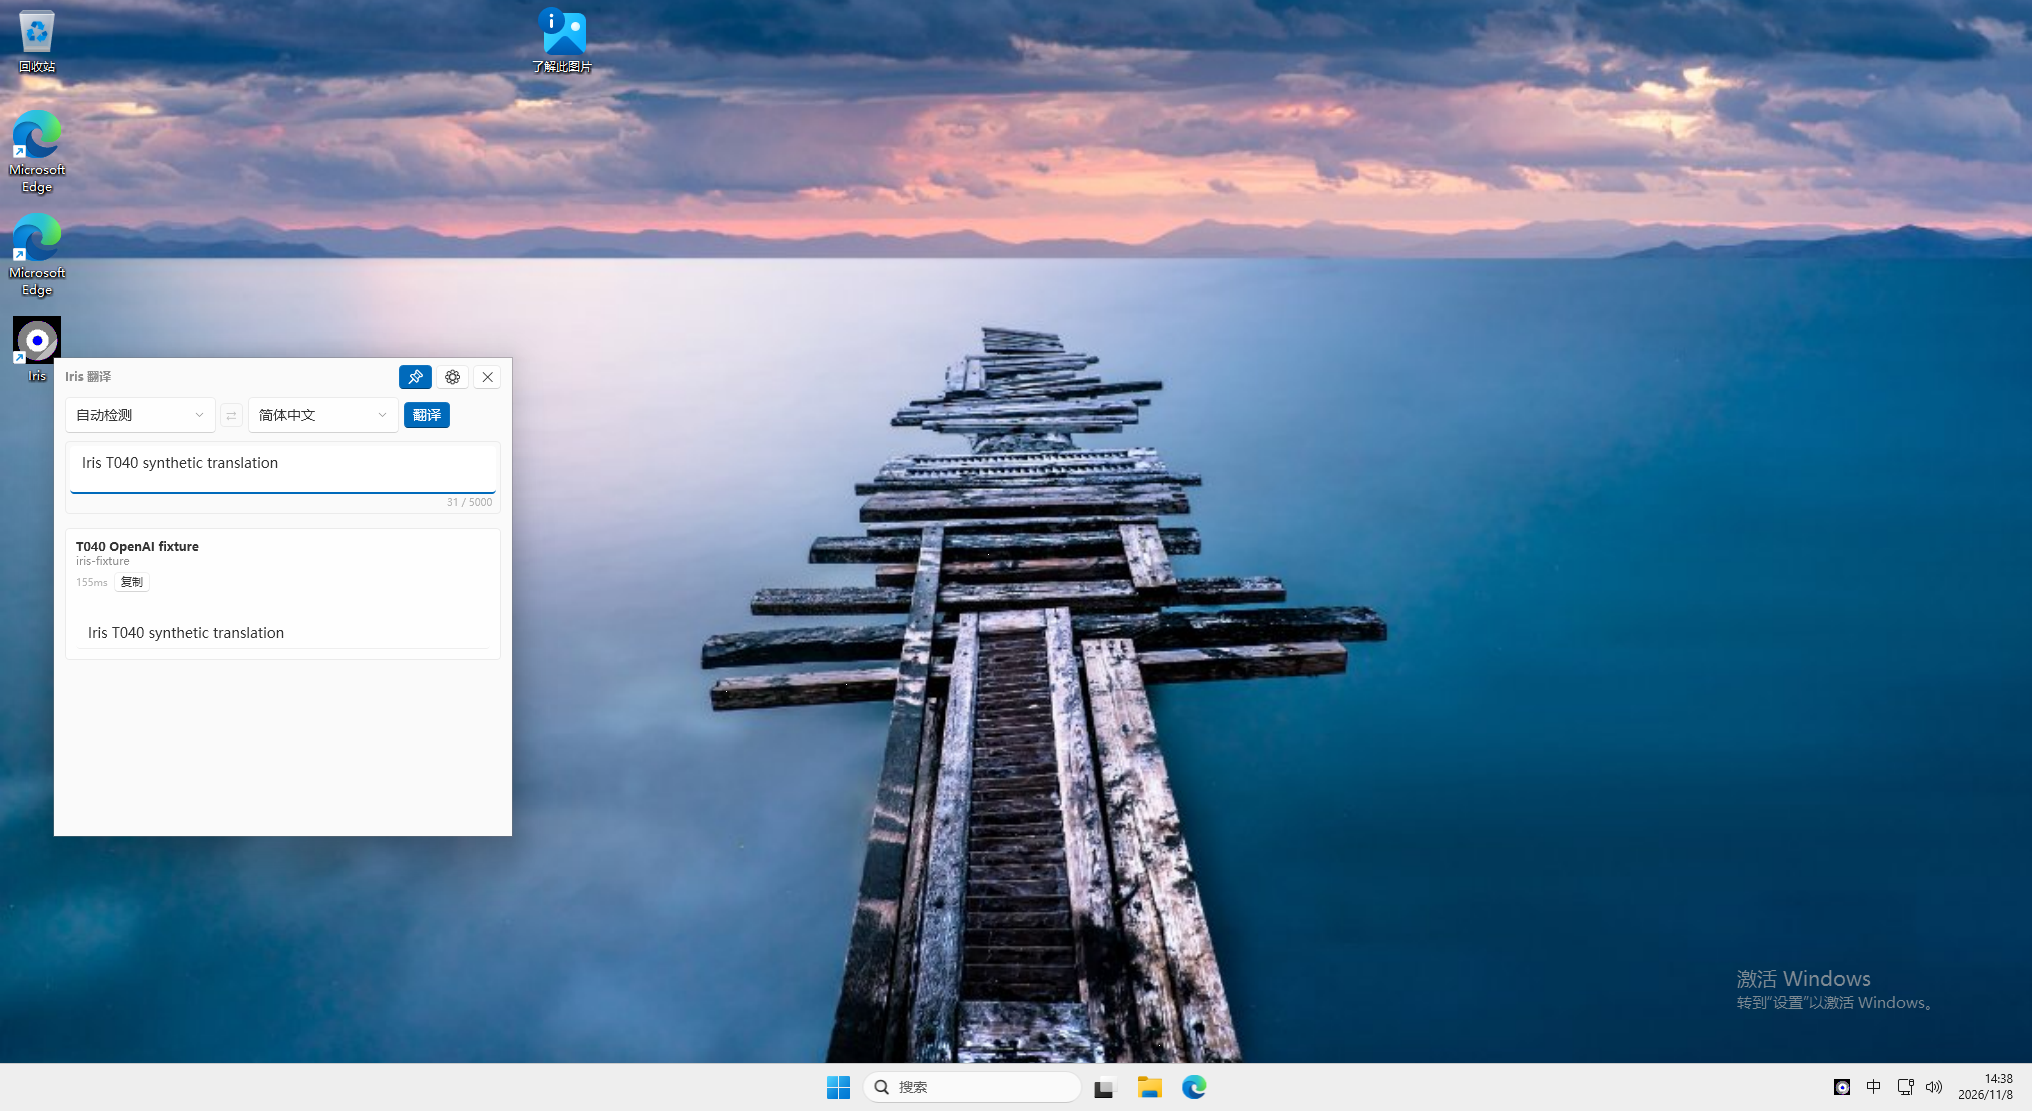 回收站
了解此图片
Microsoft
Edge
Microsoft
Edge
Iris
Iris 翻译
自动检测
简体中文
翻译
Iris T040 synthetic translation
31 / 5000
T040 OpenAI fixture
iris-fixture
155ms
复制
Iris T040 synthetic translation
激活 Windows
转到“设置”以激活 Windows。
搜索
中
14:38
2026/11/8